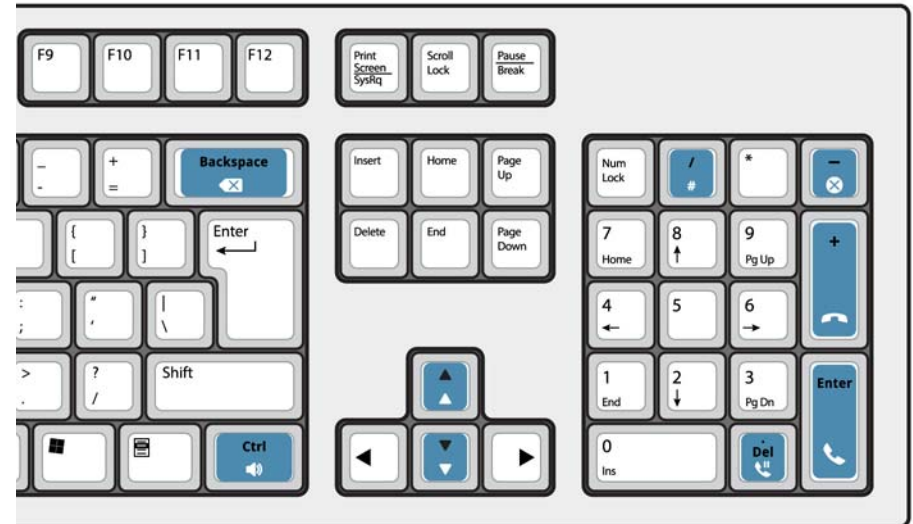 F9 F10 F11 F12
Print
Screen
SysRq
Scroll
Lock
Pause
Break
_
-
+
=
Backspace
Insert
Home
Page
Up
Num
Lock
/
#
*
–
{
[
}
]
Enter
Delete
End
Page
Down
7
Home
8
↑
9
Pg Up
+
:
;
"
'
|
\
4
←
5
6
→
>
.
?
/
Shift
1
End
2
↓
3
Pg Dn
Enter
Ctrl
0
Ins
.
Del